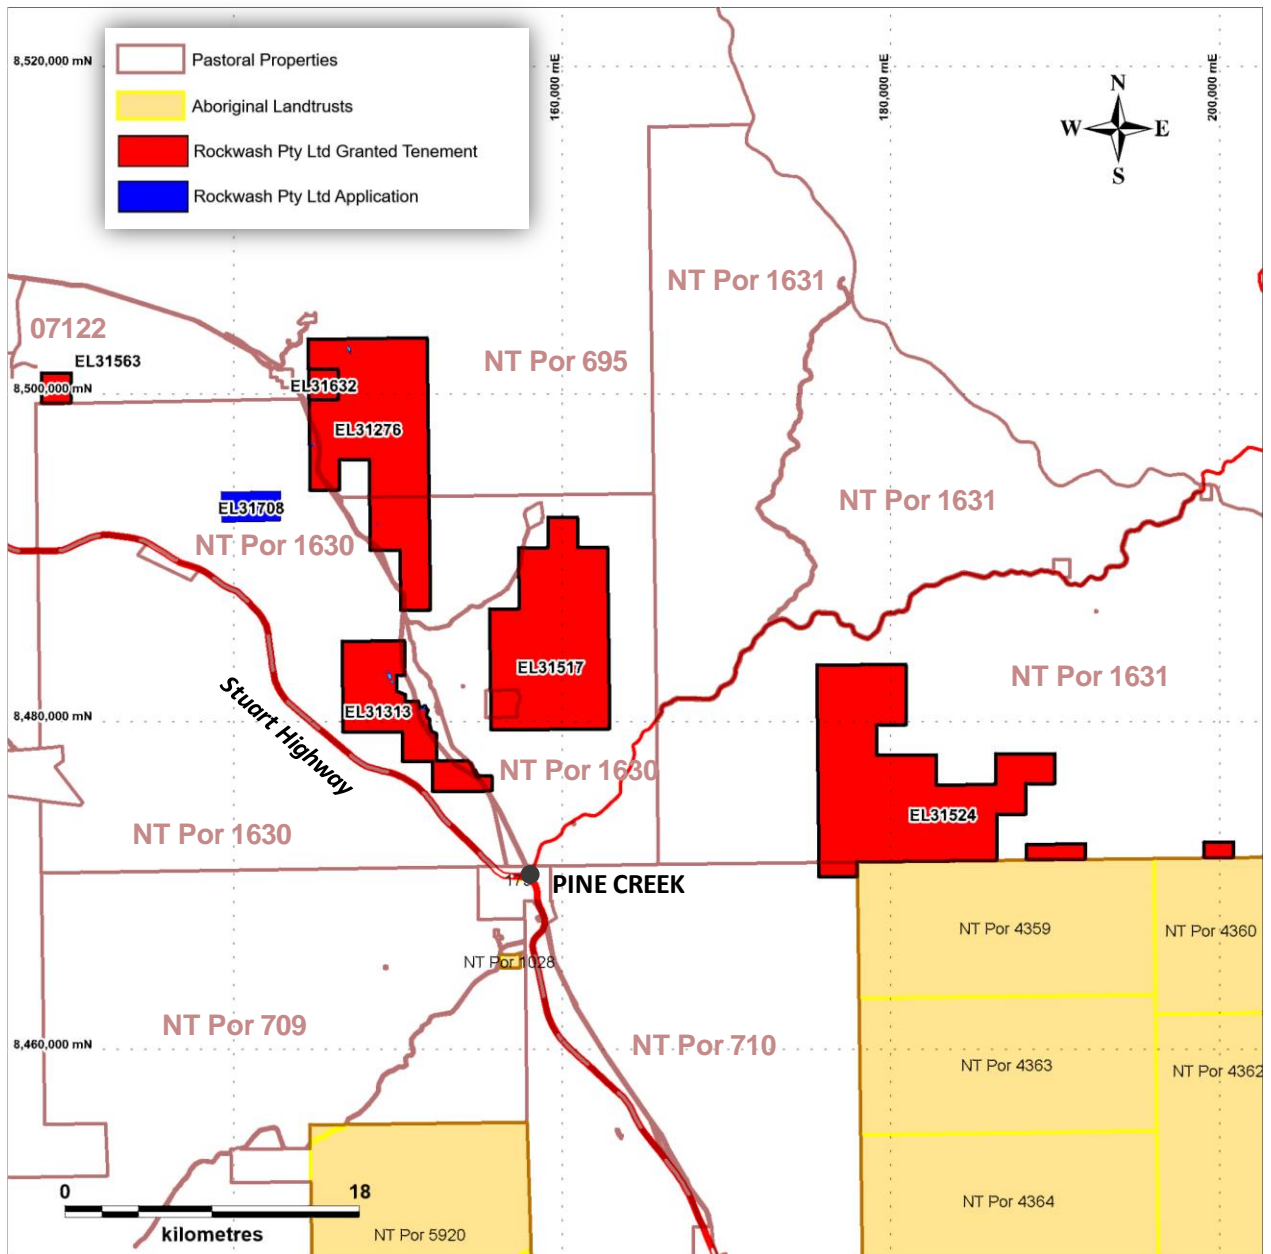 8,520,000 mN
160,000 mE
180,000 mE
200,000 mE
Pastoral Properties
Aboriginal Landtrusts
Rockwash Pty Ltd Granted Tenement
Rockwash Pty Ltd Application
N
W E
S
NT Por 1631
07122
EL31563
NT Por 695
8,500,000 mN
EL31632
EL31276
EL31708
NT Por 1631
NT Por 1630
EL31517
NT Por 1631
Stuart Highway
EL31313
8,480,000 mN
NT Por 1630
EL31524
NT Por 1630
PINE CREEK
NT Por 4359
NT Por 4360
NT Por 1028
NT Por 709
8,460,000 mN
NT Por 710
NT Por 4363
NT Por 4362
0 18
kilometres
NT Por 4364
NT Por 5920